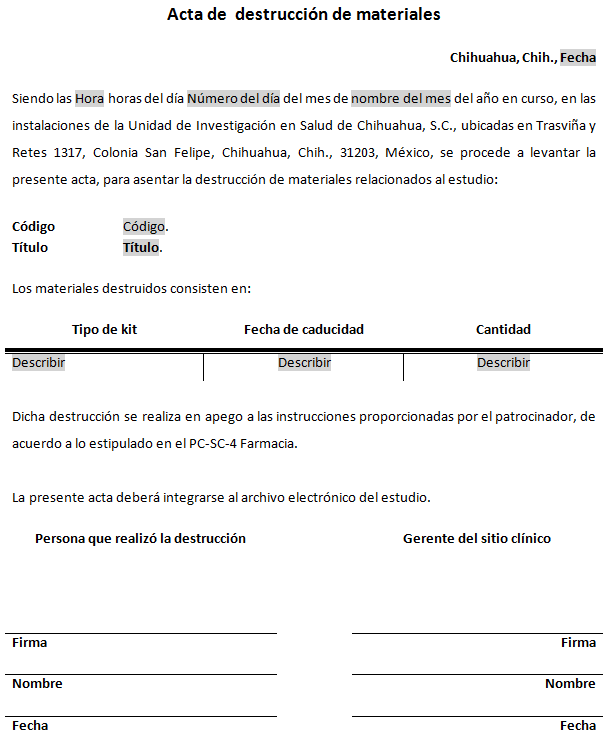 Acta de  destrucción de materiales
Chihuahua, Chih., Fecha
Siendo las Hora horas del día Número del día del mes de nombre del mes del año en curso, en las
instalaciones de la Unidad de Investigación en Salud de Chihuahua, S.C., ubicadas en Trasviña y
Retes 1317, Colonia San Felipe, Chihuahua, Chih., 31203, México, se procede a levantar la
presente acta, para asentar la destrucción de materiales relacionados al estudio:
Código Código.
Título Título.
Los materiales destruidos consisten en:
Tipo de kit Fecha de caducidad Cantidad
Describir Describir Describir
Dicha destrucción se realiza en apego a las instrucciones proporcionadas por el patrocinador, de
acuerdo a lo estipulado en el PC-SC-4 Farmacia.
La presente acta deberá integrarse al archivo electrónico del estudio.
Persona que realizó la destrucción Gerente del sitio clínico
Firma Firma
Nombre Nombre
Fecha Fecha